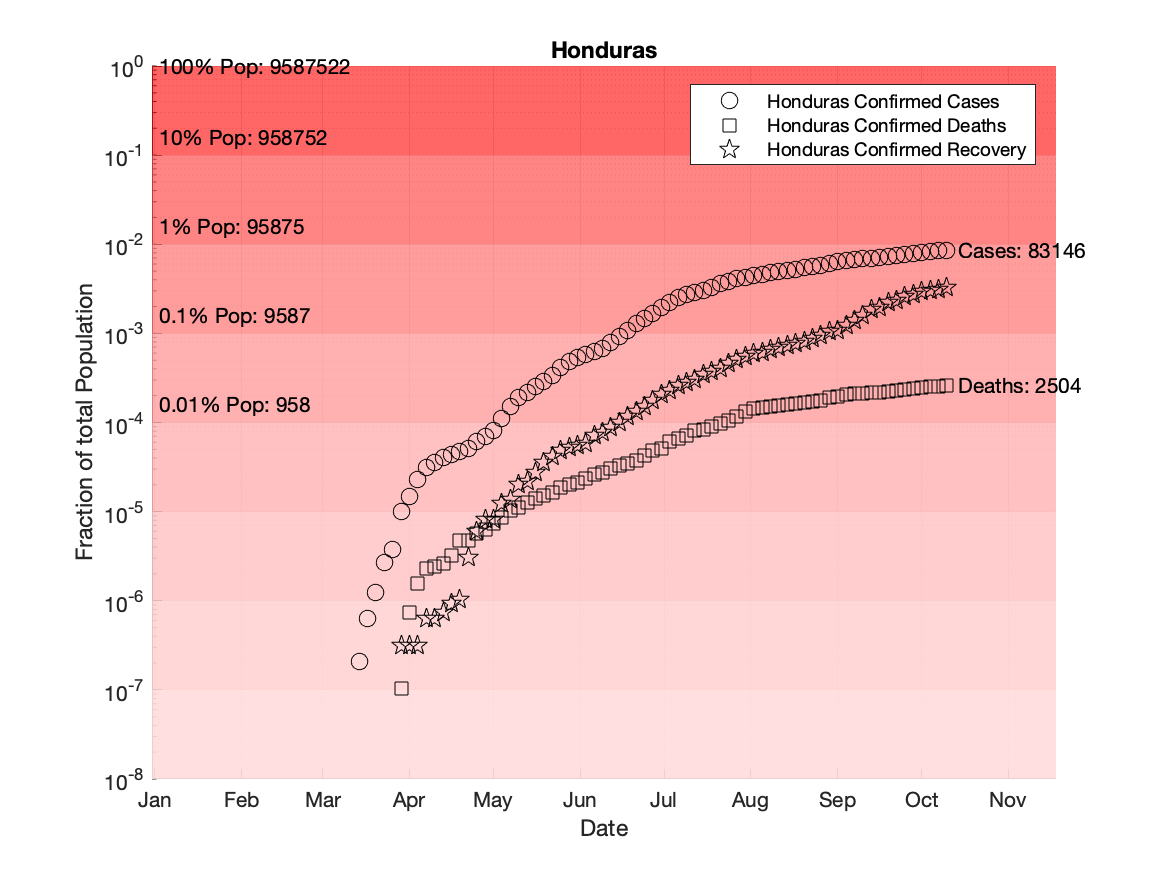 Honduras
10^0
100% Pop: 9587522
Honduras Confirmed Cases
Honduras Confirmed Deaths
Honduras Confirmed Recovery
10% Pop: 958752
10^-1
1% Pop: 95875
10^-2
Cases: 83146
0.1% Pop: 9587
10^-3
Deaths: 2504
0.01% Pop: 958
10^-4
10^-5
10^-6
10^-7
10^-8
Fraction of total Population
Jan Feb Mar Apr May Jun Jul Aug Sep Oct Nov
Date